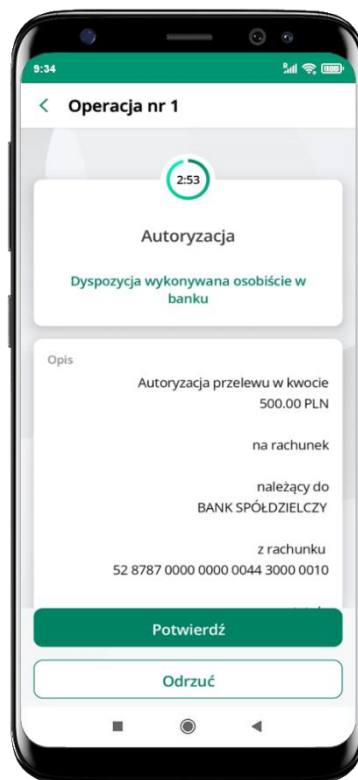 9:34
Operacja nr 1
2:53
Autoryzacja
Dyspozycja wykonywana osobiście w
banku
Opis
Autoryzacja przelewu w kwocie
500.00 PLN
na rachunek
należący do
BANK SPÓŁDZIELCZY
z rachunku
52 8787 0000 0000 0044 3000 0010
Potwierdź
Odrzuć